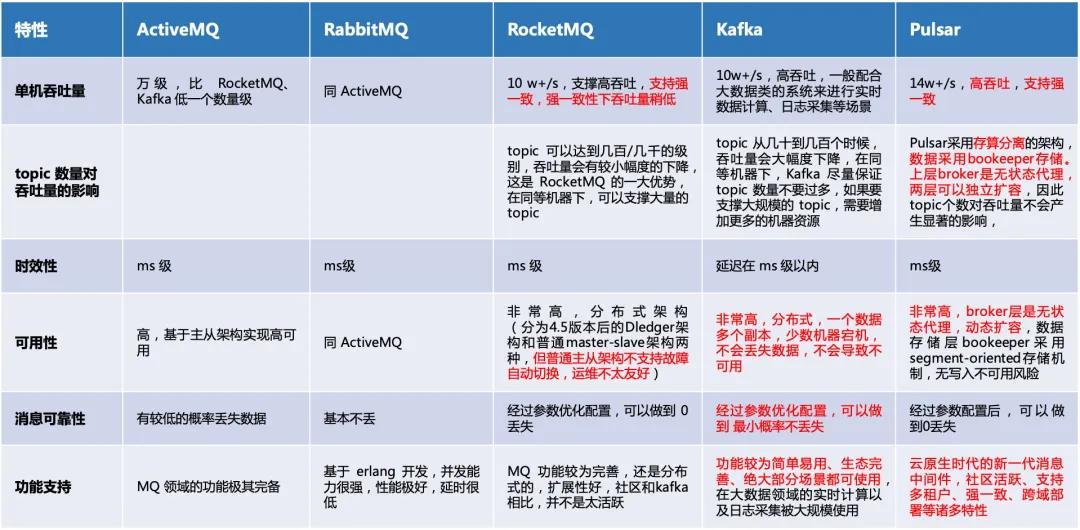 特性
ActiveMQ
RabbitMQ
RocketMQ
Kafka
Pulsar
单机吞吐量
万级，比 RocketMQ、
Kafka 低一个数量级
同 ActiveMQ
10 w+/s，支撑高吞吐，支持强
一致，强一致性下吞吐量稍低
10w+/s，高吞吐，一般配合
大数据类的系统来进行实时
数据计算、日志采集等场景
14w+/s，高吞吐，支持强
一致
topic 数量对
吞吐量的影响
topic 可以达到几百/几千的级
别，吞吐量会有较小幅度的下降，
这是 RocketMQ 的一大优势，
在同等机器下，可以支撑大量的
topic
topic 从几十到几百个时候，
吞吐量会大幅度下降，在同
等机器下，Kafka 尽量保证
topic 数量不要过多，如果要
支撑大规模的 topic，需要增
加更多的机器资源
Pulsar采用存算分离的架构，
数据采用bookeeper存储。
上层broker是无状态代理，
两层可以独立扩容，因此
topic个数对吞吐量不会产
生显著的影响，
时效性
ms 级
ms级
ms 级
延迟在 ms 级以内
ms级
可用性
高，基于主从架构实现高可
用
同 ActiveMQ
非常高，分布式架构
（分为4.5版本后的Dledger架
构和普通master-slave架构两
种，但普通主从架构不支持故障
自动切换，运维不太友好）
非常高，分布式，一个数据
多个副本，少数机器宕机，
不会丢失数据，不会导致不
可用
非常高，broker层是无状
态代理，动态扩容，数据
存储层bookeeper采用
segment-oriented存储机
制，无写入不可用风险
消息可靠性
有较低的概率丢失数据
基本不丢
经过参数优化配置，可以做到 0
丢失
经过参数优化配置，可以做
到 最小概率不丢失
经过参数配置后，可以做
到0丢失
功能支持
MQ 领域的功能极其完备
基于 erlang 开发，并发能
力很强，性能极好，延时很
低
MQ 功能较为完善，还是分布
式的，扩展性好，社区和kafka
相比，并不是太活跃
功能较为简单易用、生态完
善、绝大部分场景都可使用，
在大数据领域的实时计算以
及日志采集被大规模使用
云原生时代的新一代消息
中间件，社区活跃、支持
多租户、强一致、跨域部
署等诸多特性